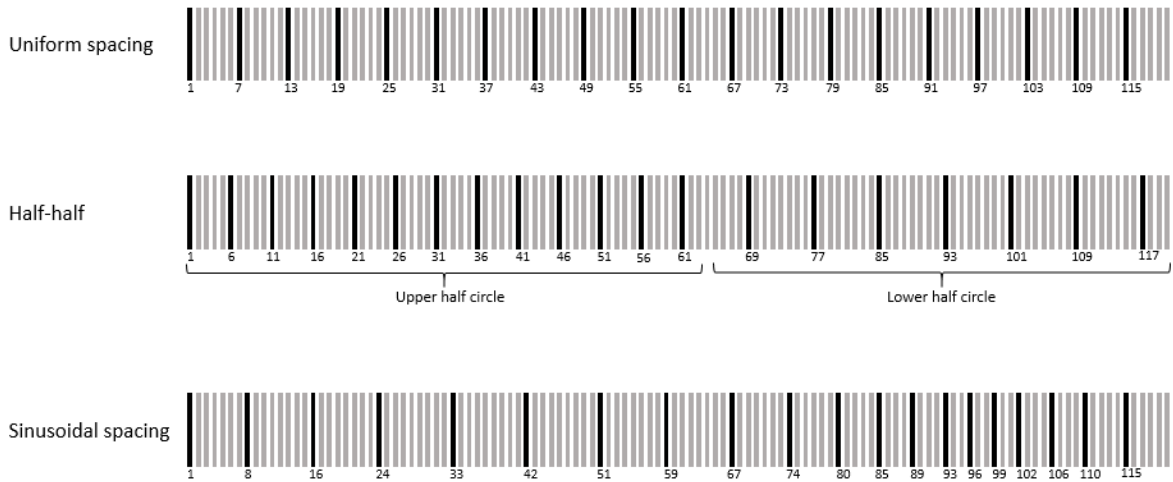 Uniform spacing
1 7 13 19 25 31 37 43 49 55 61 67 73 79 85 91 97 103 109 115
Half-half
1 6 11 16 21 26 31 36 41 46 51 56 61 69 77 85 93 101 109 117
Upper half circle Lower half circle
Sinusoidal spacing
1 8 16 24 33 42 51 59 67 74 80 85 89 93 96 99 102 106 110 115